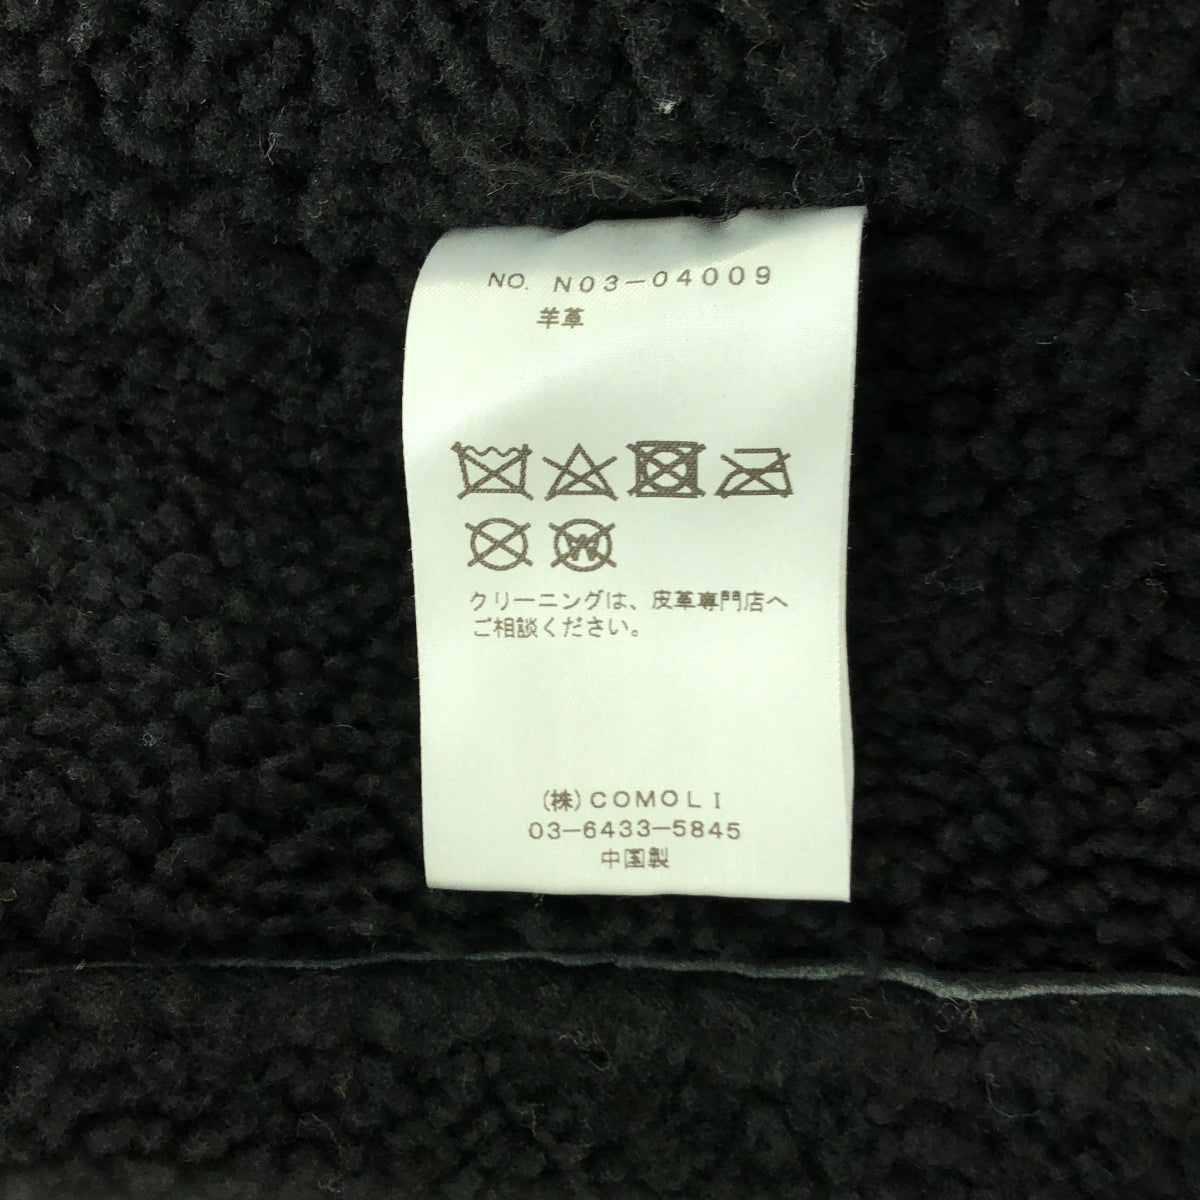 NO. N03-04009
羊革
クリーニングは、皮革専門店へ
ご相談ください。
(株)COMOLI
03-6433-5845
中国製